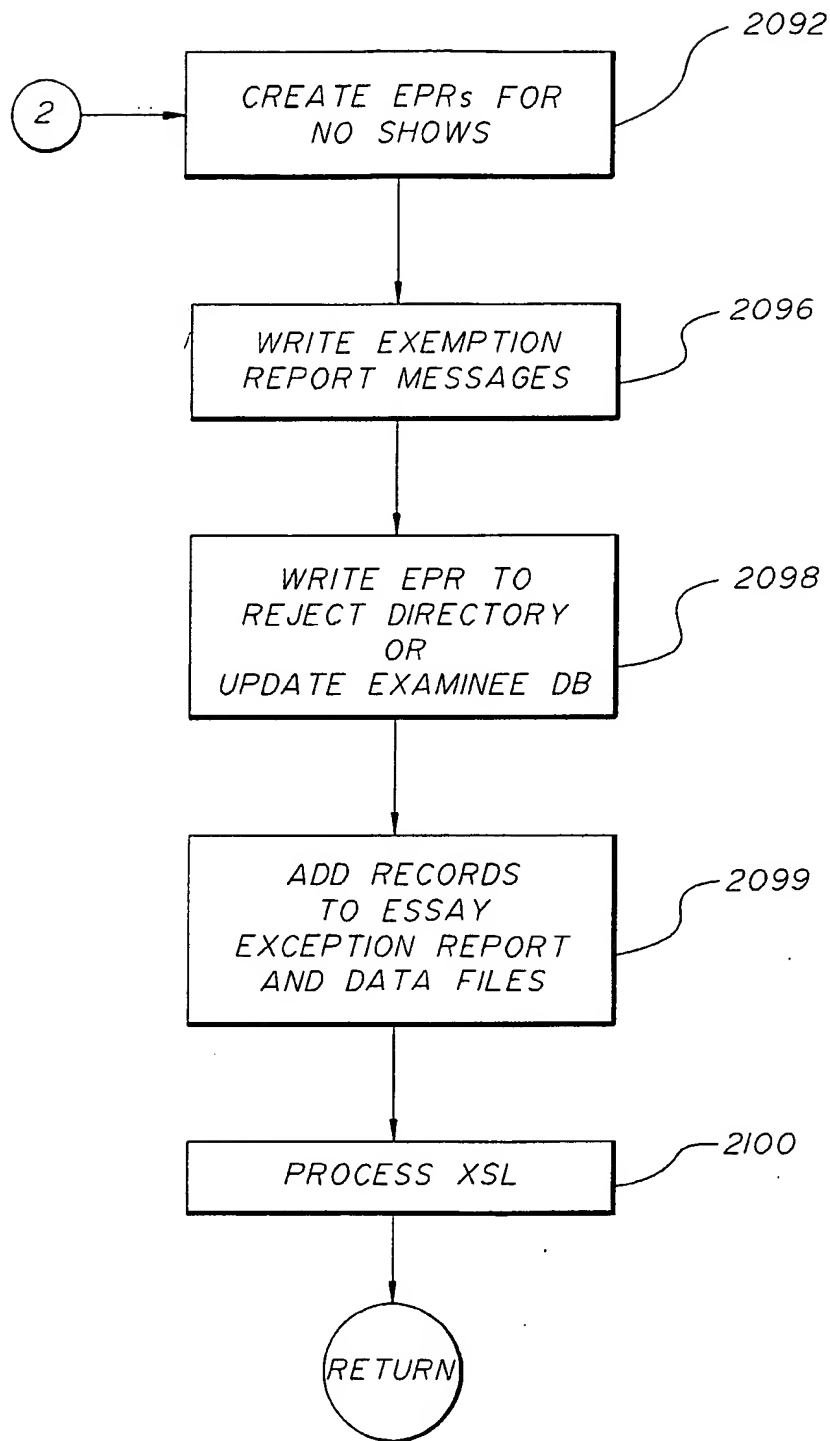 2092
2
CREATE EPRs FOR
NO SHOWS
2096
WRITE EXEMPTION
REPORT MESSAGES
2098
WRITE EPR TO
REJECT DIRECTORY
OR
UPDATE EXAMINEE DB
2099
ADD RECORDS
TO ESSAY
EXCEPTION REPORT
AND DATA FILES
2100
PROCESS XSL
RETURN